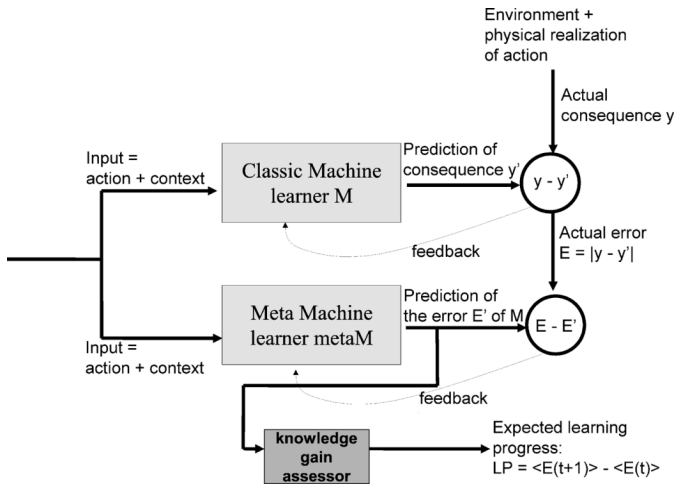 Environment +
physical realization
of action
Actual
consequence y
Input =
action + context
Classic Machine
learner M
Prediction of
consequence y'
y - y'
feedback
Actual error
E = |y - y'|
Meta Machine
learner metaM
Prediction of
the error E' of M
E - E'
Input =
action + context
feedback
knowledge
gain
assessor
Expected learning
progress:
LP = <E(t+1)> - <E(t)>